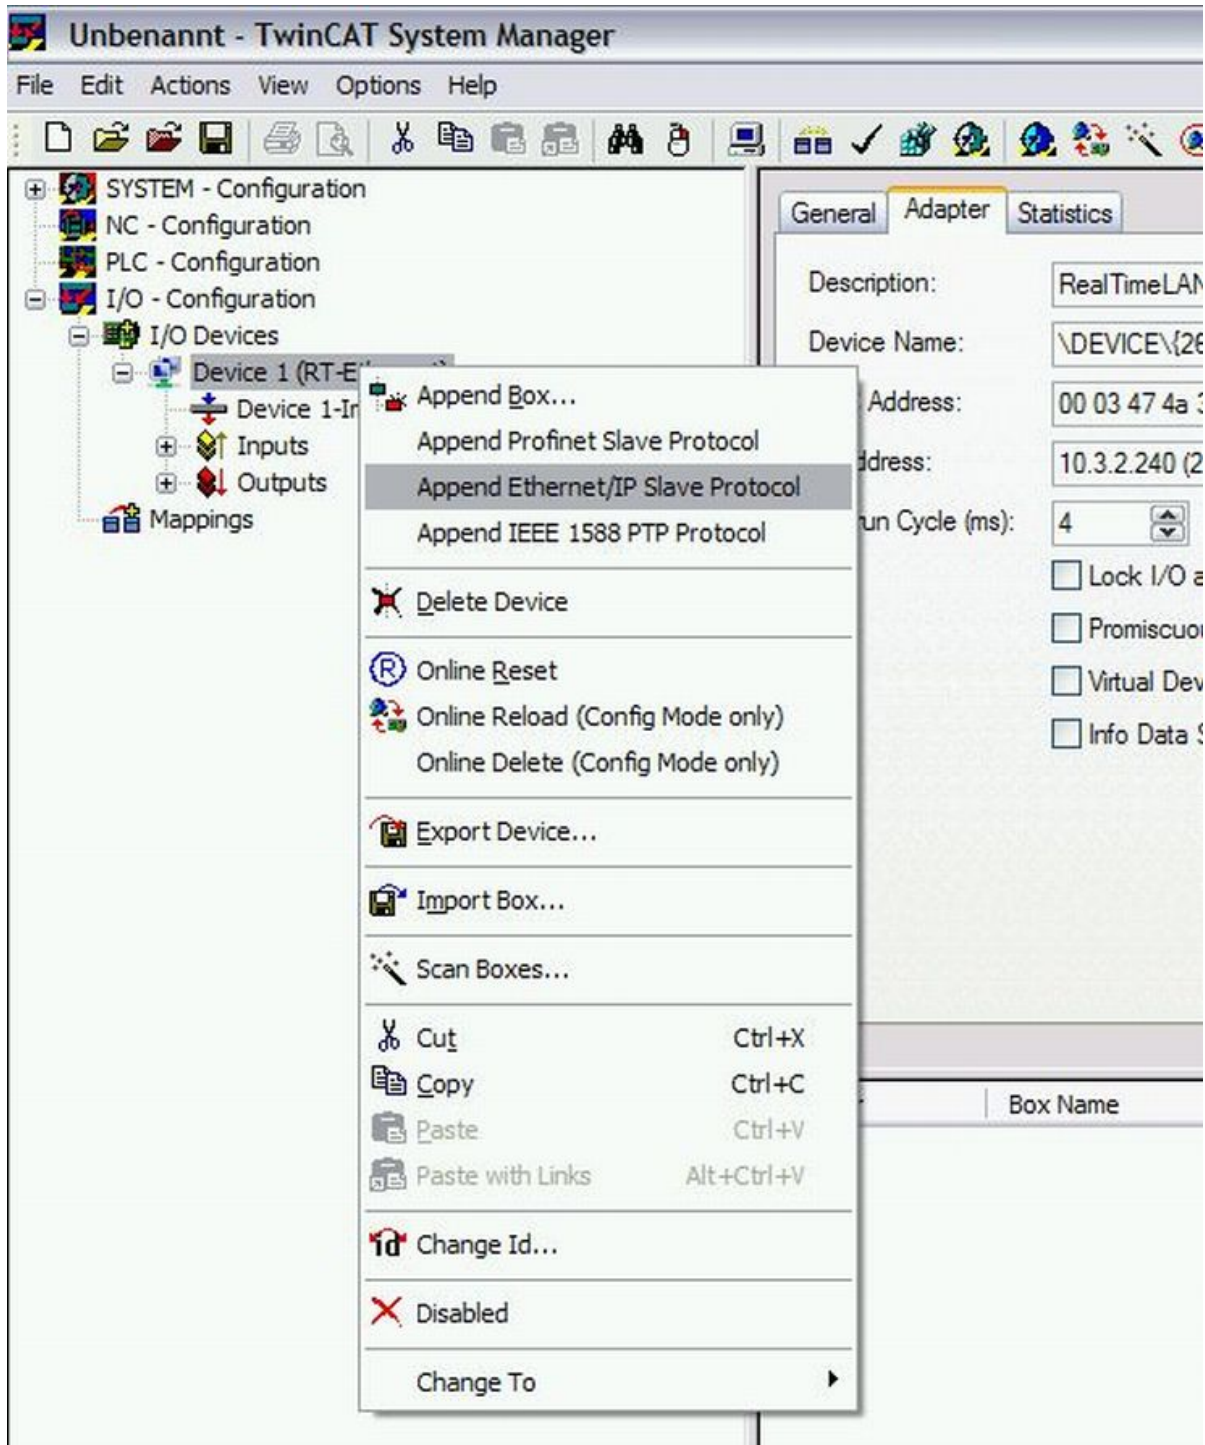 Unbenannt - TwinCAT System Manager
File Edit Actions View Options Help
SYSTEM - Configuration
NC - Configuration
PLC - Configuration
I/O - Configuration
I/O Devices
Device 1 (RT-E
Device 1-Ir
Inputs
Outputs
Mappings
Append Box...
Append Profinet Slave Protocol
Append Ethernet/IP Slave Protocol
Append IEEE 1588 PTP Protocol
Delete Device
Online Reset
Online Reload (Config Mode only)
Online Delete (Config Mode only)
Export Device...
Import Box...
Scan Boxes...
Cut Ctrl+X
Copy Ctrl+C
Paste Ctrl+V
Paste with Links Alt+Ctrl+V
Change Id...
Disabled
Change To
General Adapter Statistics
Description: RealTimeLAN
Device Name: \DEVICE\{26
Address: 00 03 47 4a
ddress: 10.3.2.240 (2
un Cycle (ms): 4
Lock I/O a
Promiscuou
Virtual Dev
Info Data S
Box Name